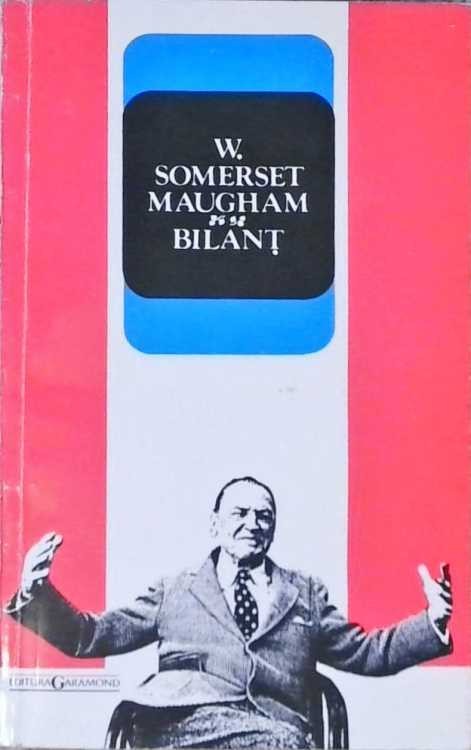 W.
SOMERSET
MAUGHAM
BILANȚ
EDITURA GARAMOND